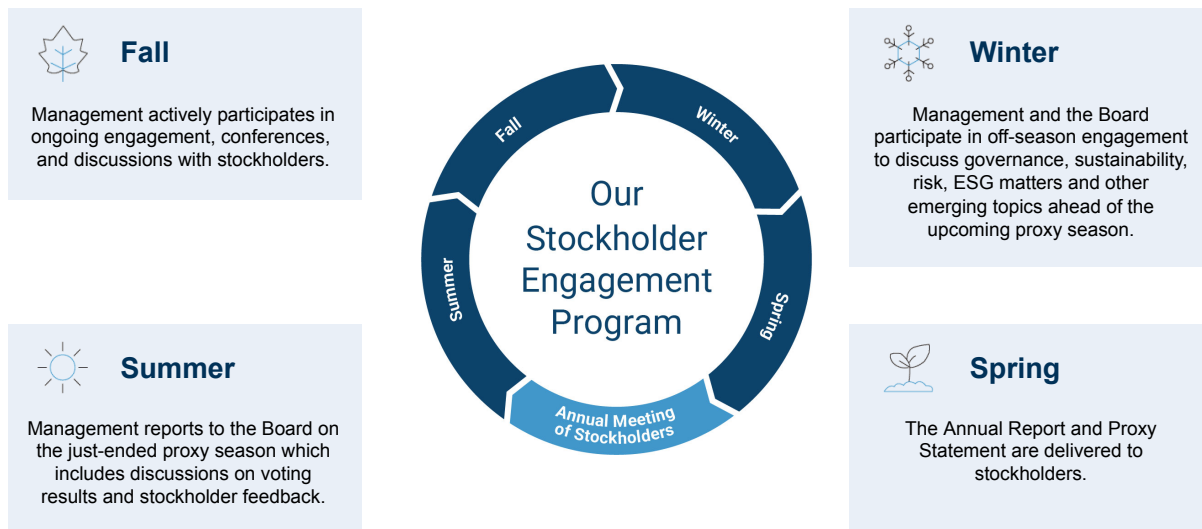 Fall
Management actively participates in
ongoing engagement, conferences,
and discussions with stockholders.
Winter
Management and the Board
participate in off-season engagement
to discuss governance, sustainability,
risk, ESG matters and other
emerging topics ahead of the
upcoming proxy season.
Fall
Winter
Summer
Spring
Annual Meeting
of Stockholders
Our
Stockholder
Engagement
Program
Summer
Management reports to the Board on
the just-ended proxy season which
includes discussions on voting
results and stockholder feedback.
Spring
The Annual Report and Proxy
Statement are delivered to
stockholders.